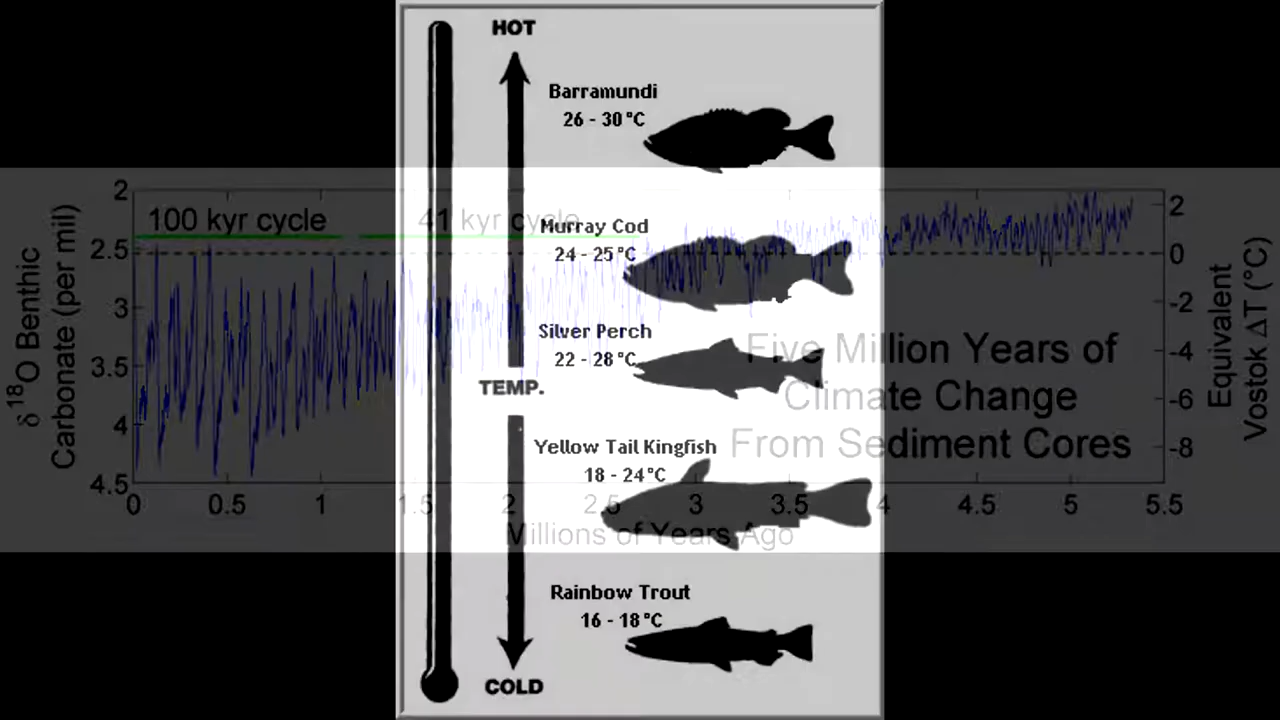 HOT
Barramundi
26 - 30°C
Murray Cod
24 - 25°C
Silver Perch
22 - 28°C
TEMP.
Yellow Tail Kingfish
18 - 24°C
Rainbow Trout
16 - 18°C
COLD
100 kyr cycle
41 kyr cycle
δ18O Benthic
Carbonate (per mil)
2
2.5
3
3.5
4
4.5
Five Million Years of
Climate Change
From Sediment Cores
2
0
-2
-4
-6
-8
Equivalent
Vostok ΔT (°C)
0 0.5 1 1.5 2 2.5 3 3.5 4 4.5 5 5.5
Millions of Years Ago